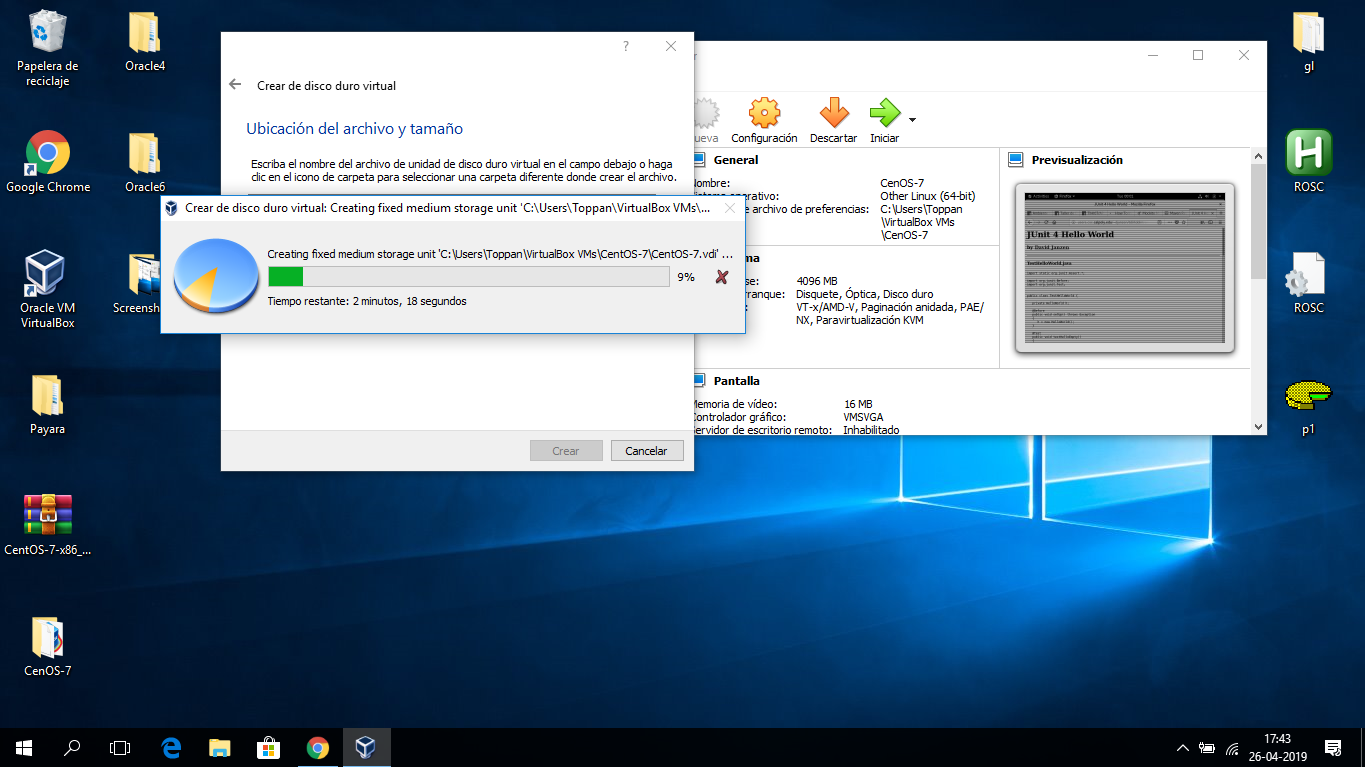 Papelera de
reciclaje
Oracle4
Google Chrome
Oracle6
Oracle VM
VirtualBox
Screensh
Payara
CentOS-7-x86_...
CenOS-7
?
Crear de disco duro virtual
Ubicación del archivo y tamaño
Escriba el nombre del archivo de unidad de disco duro virtual en el campo debajo o haga
clic en el icono de carpeta para seleccionar una carpeta diferente donde crear el archivo.
Crear de disco duro virtual: Creating fixed medium storage unit 'C:\Users\Toppan\VirtualBox VMs\...
Creating fixed medium storage unit 'C:\Users\Toppan\VirtualBox VMs\CentOS-7\CentOS-7.vdi' ...
9%
Tiempo restante: 2 minutos, 18 segundos
Crear
Cancelar
ueva
Configuración
Descartar
Iniciar
General
Nombre: CenOS-7
operativo: Other Linux (64-bit)
de archivo de preferencias: C:\Users\Toppan
\VirtualBox VMs
\CenOS-7
ma
se: 4096 MB
rranque: Disquete, Óptica, Disco duro
VT-x/AMD-V, Paginación anidada, PAE/
NX, Paravirtualización KVM
Pantalla
Memoria de vídeo: 16 MB
Controlador gráfico: VMSVGA
Servidor de escritorio remoto: Inhabilitado
Previsualización
JUnit 4 Hello World
by David Janzen
TestHelloWorld.java
gl
H
ROSC
ROSC
p1
17:43
26-04-2019